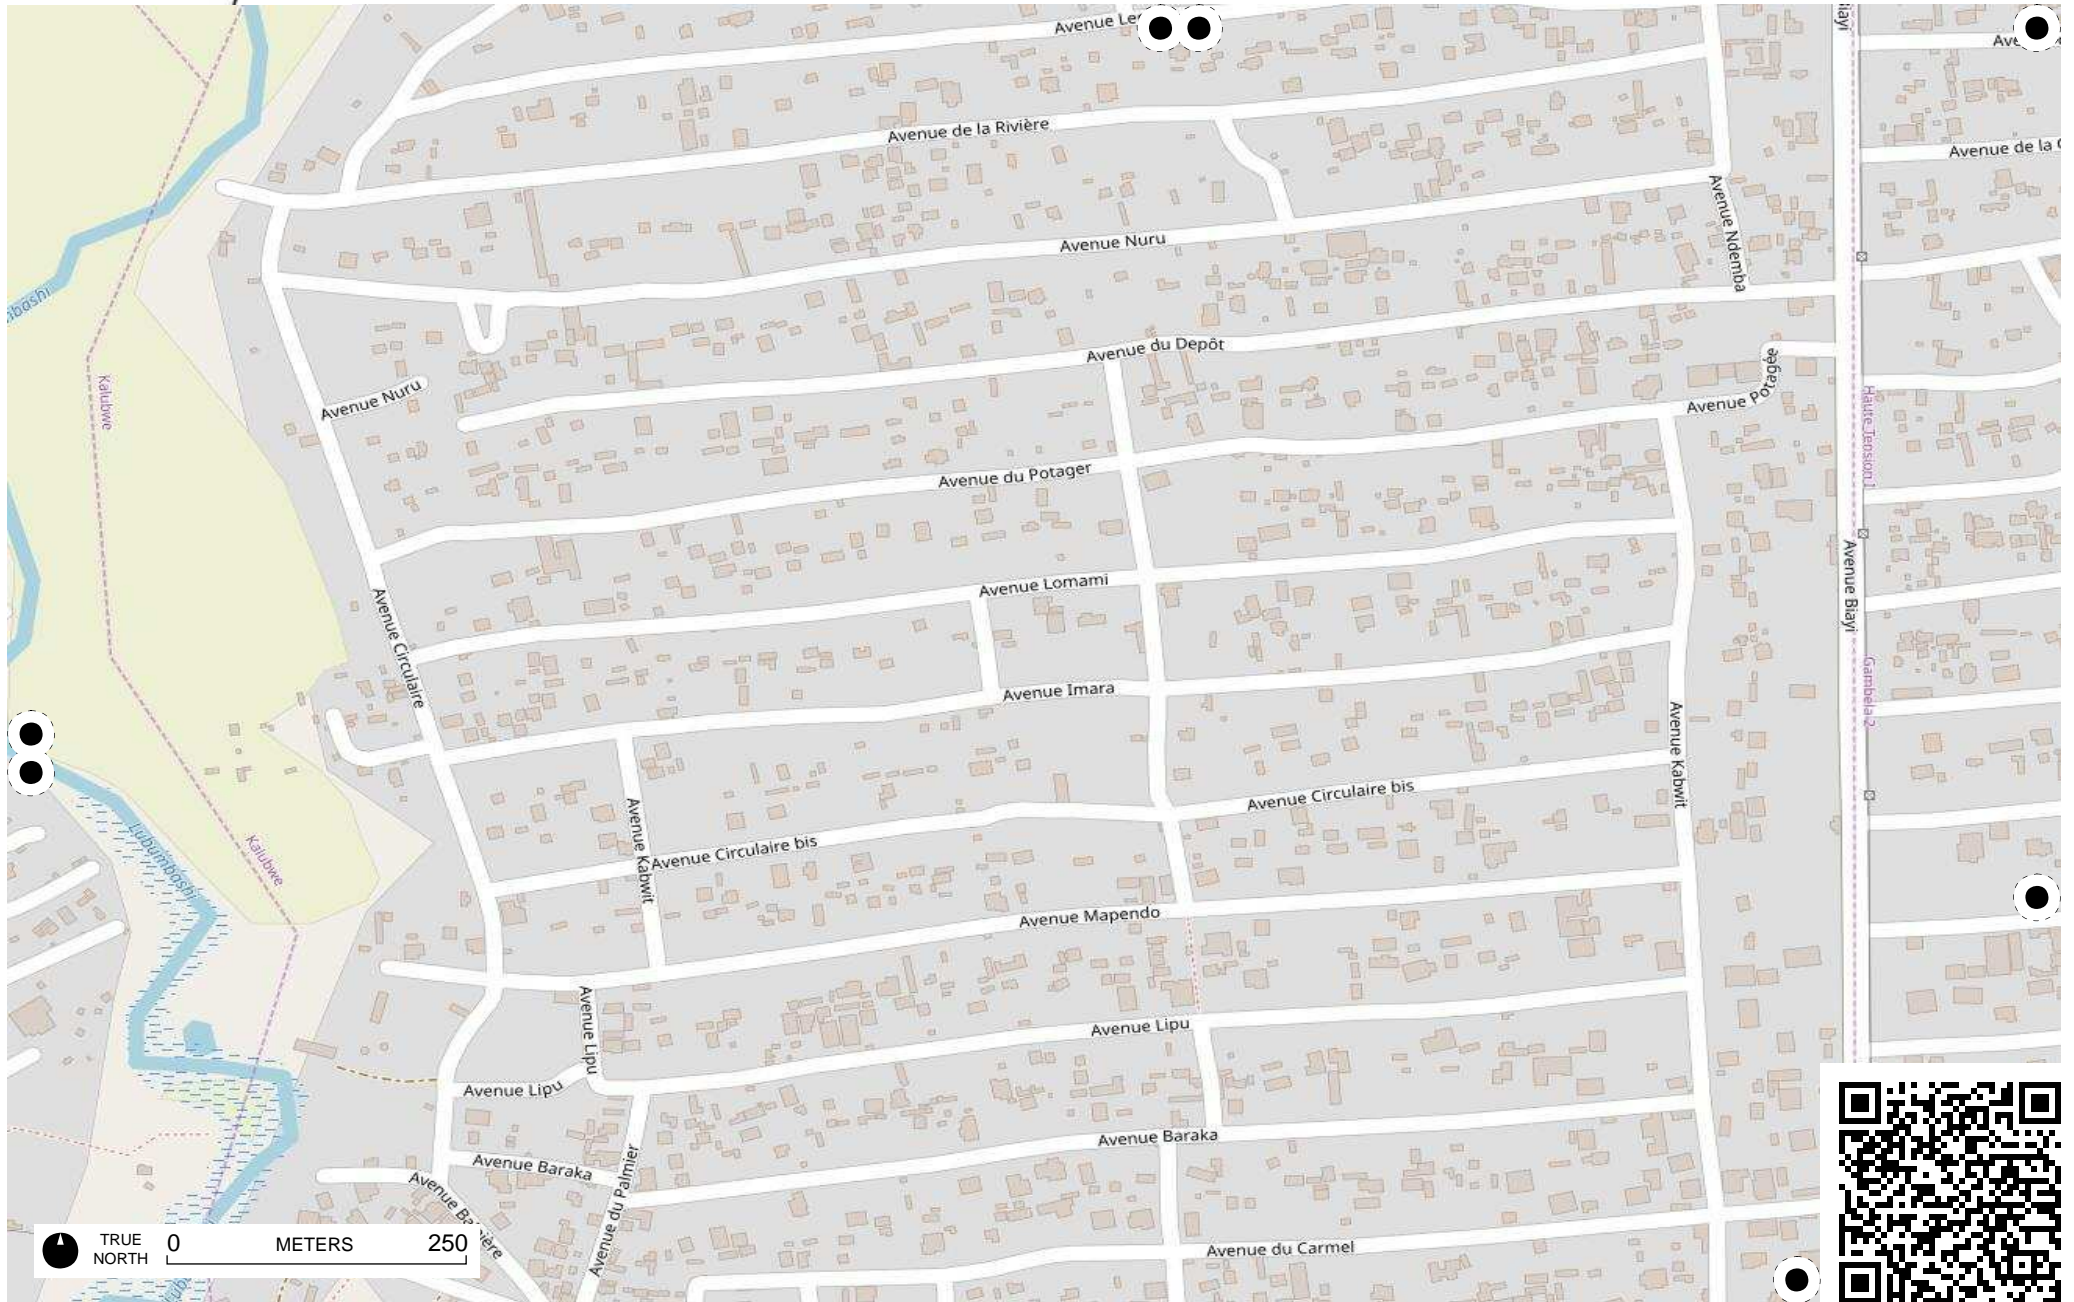 Avenue
Biayi
Avenue de la Rivière
Avenue de la
Avenue Ndemba
Avenue Nuru
Lubumbashi
Avenue du Depôt
Avenue Potagée
Avenue Nuru
Kalubwe
Haute Tension 1
Avenue du Potager
Avenue Biayi
Avenue Lomami
Avenue Circulaire
Avenue Imara
Gambela 2
Avenue Kabwit
Avenue Circulaire bis
Avenue Kabwit
Avenue Circulaire bis
Lubumbashi
Kalubwe
Avenue Mapendo
Avenue Lipu
Avenue Lipu
Avenue Lipu
Avenue Baraka
Avenue Baraka
Avenue du Palmier
Avenue
Avenue du Carmel
TRUE
NORTH
0 METERS 250